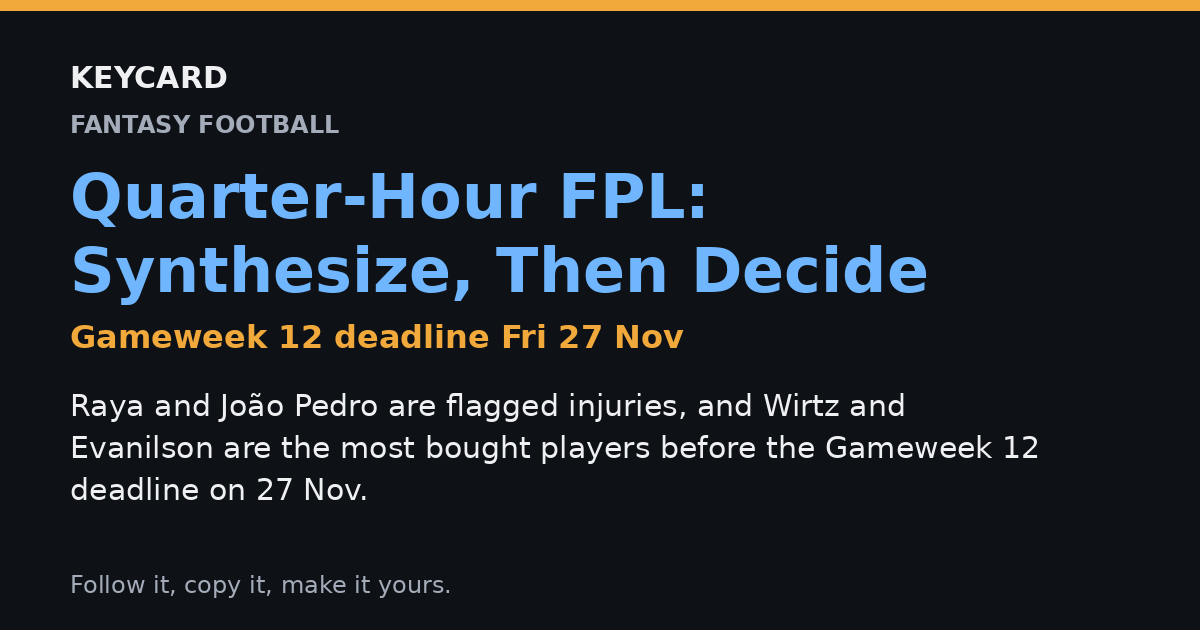 KEYCARD
FANTASY FOOTBALL
Quarter-Hour FPL:
Synthesize, Then Decide
Gameweek 12 deadline Fri 27 Nov
Raya and João Pedro are flagged injuries, and Wirtz and
Evanilson are the most bought players before the Gameweek 12
deadline on 27 Nov.
Follow it, copy it, make it yours.